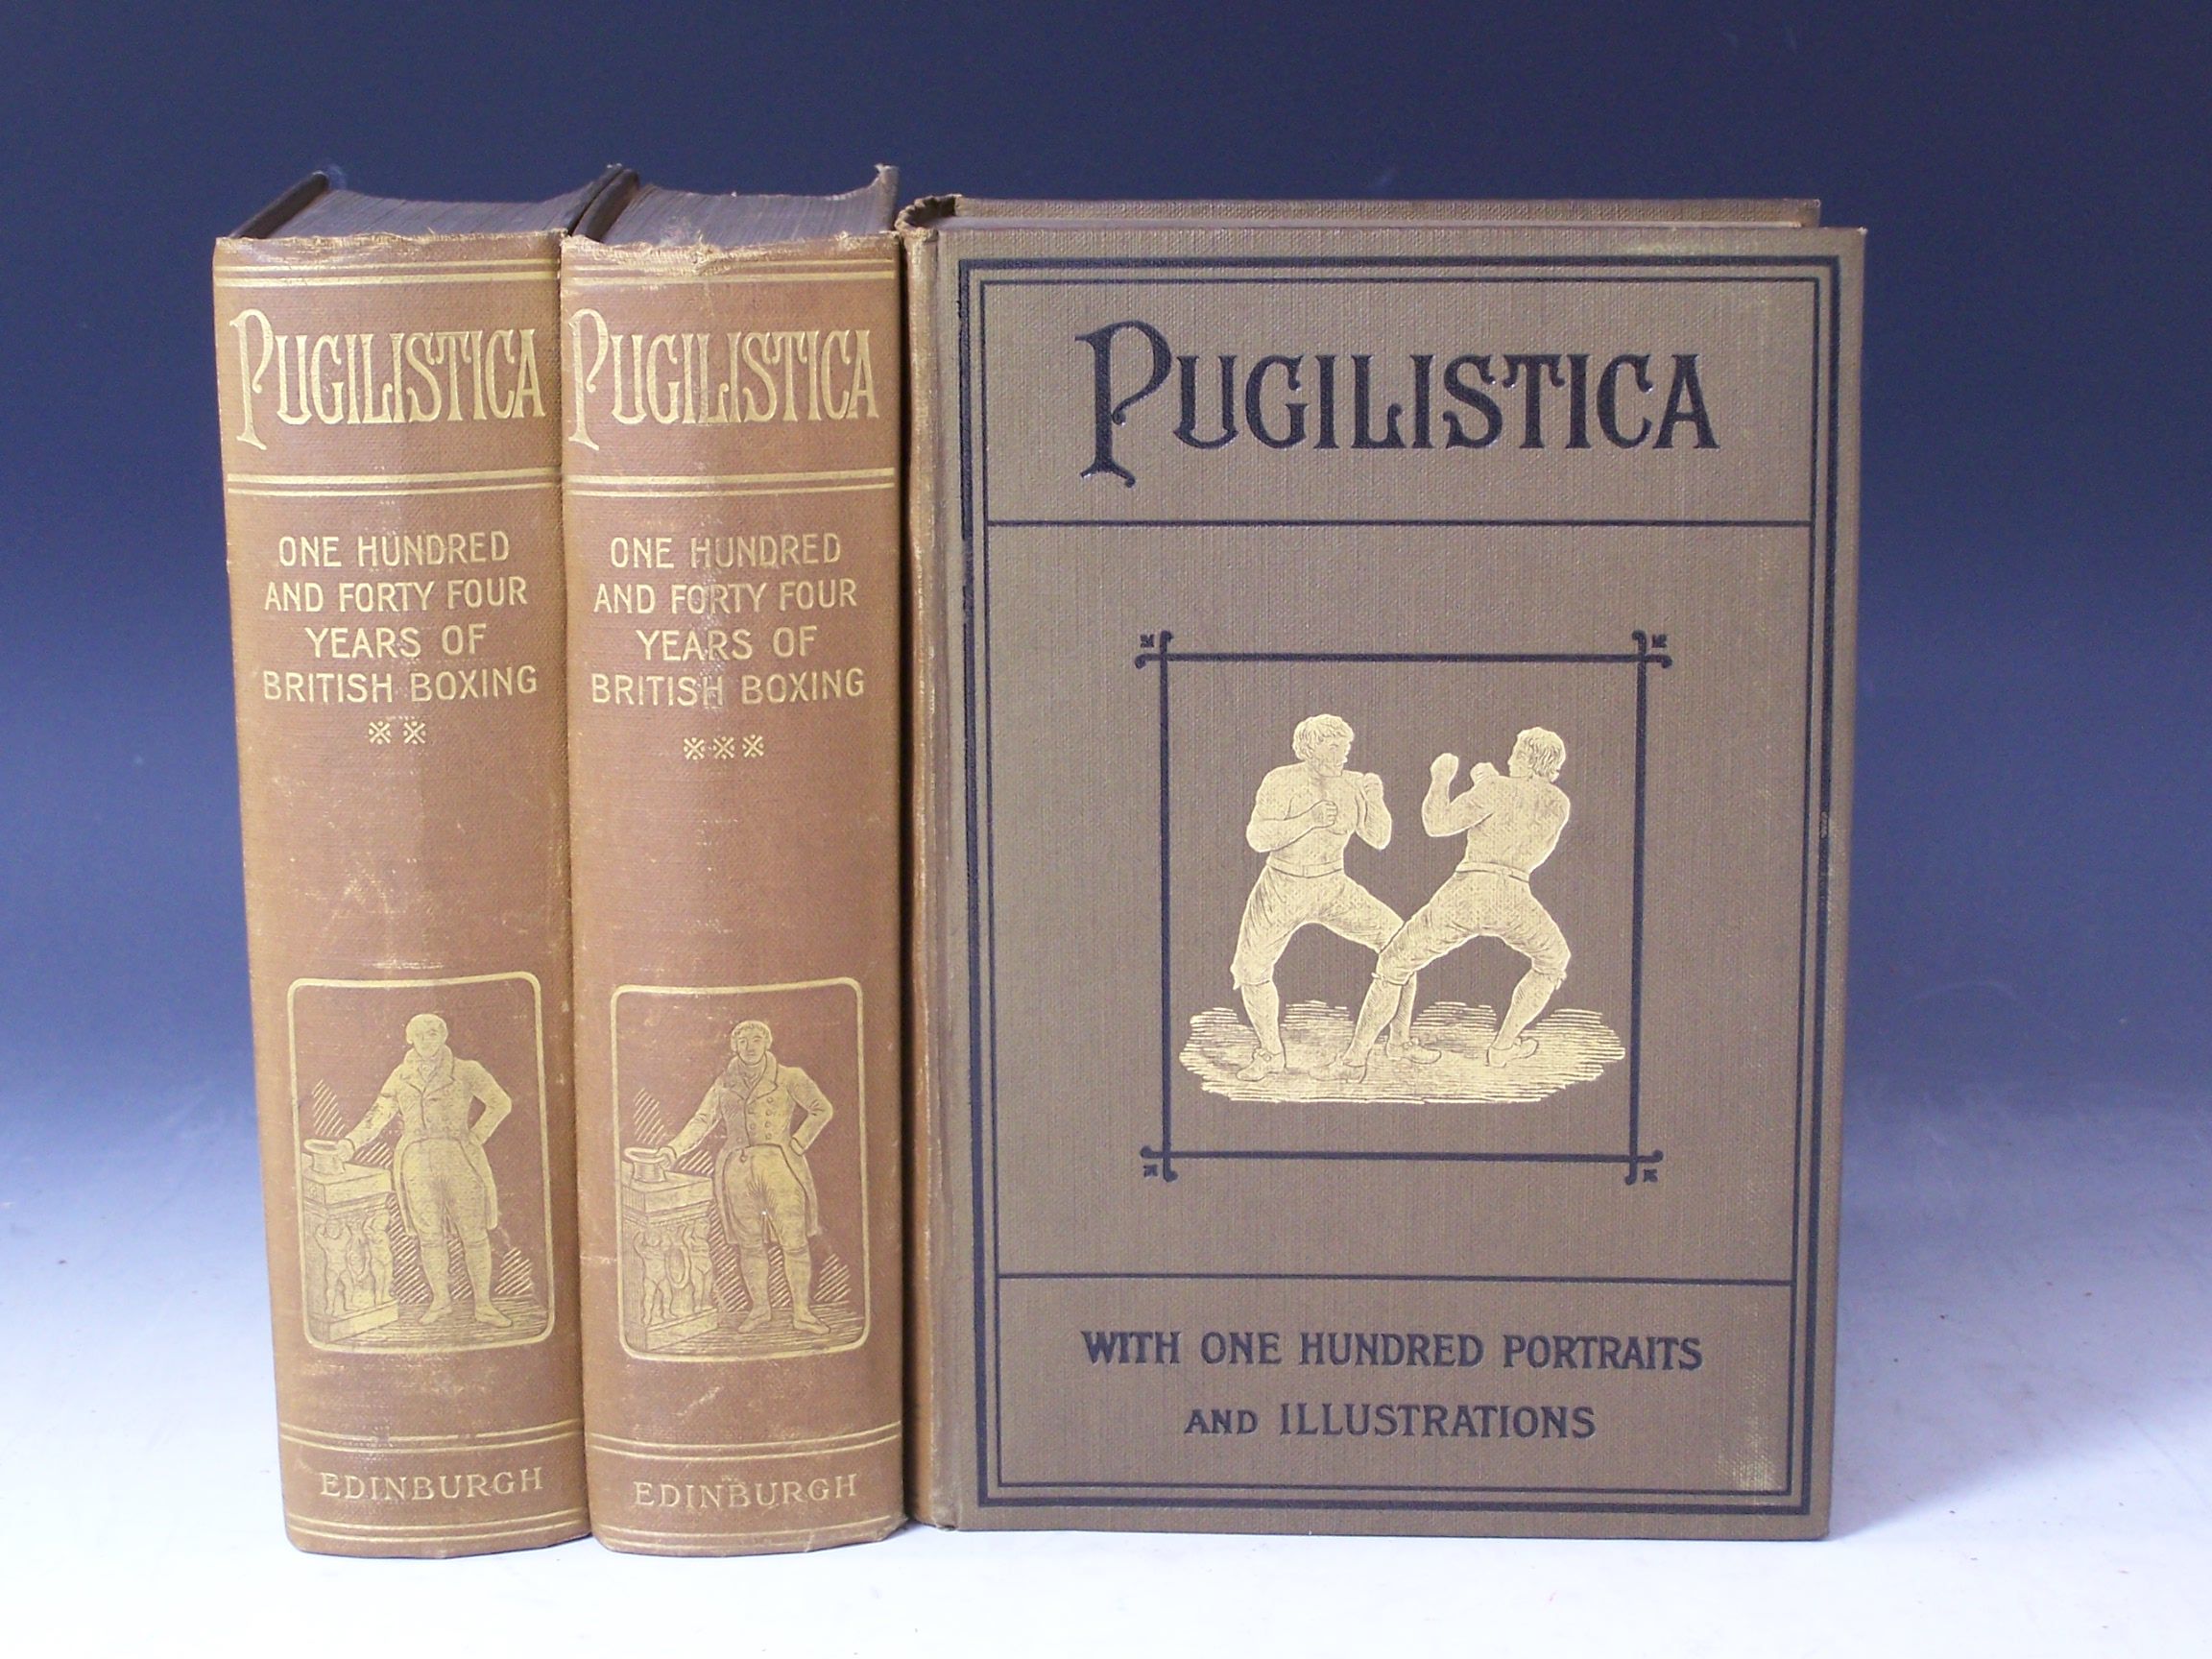 PUGILISTICA
ONE HUNDRED
AND FORTY FOUR
YEARS OF
BRITISH BOXING
※ ※
EDINBURGH
PUGILISTICA
ONE HUNDRED
AND FORTY FOUR
YEARS OF
BRITISH BOXING
※※※
EDINBURGH
PUGILISTICA
WITH ONE HUNDRED PORTRAITS
AND ILLUSTRATIONS